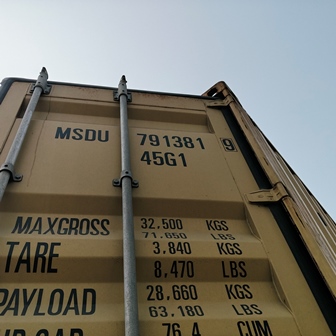 MSDU 791381 9
45G1
MAXGROSS 32,500 KGS
71,650 LBS
TARE 3,840 KGS
8,470 LBS
PAYLOAD 28,660 KGS
63,180 LBS
76.4 CUM